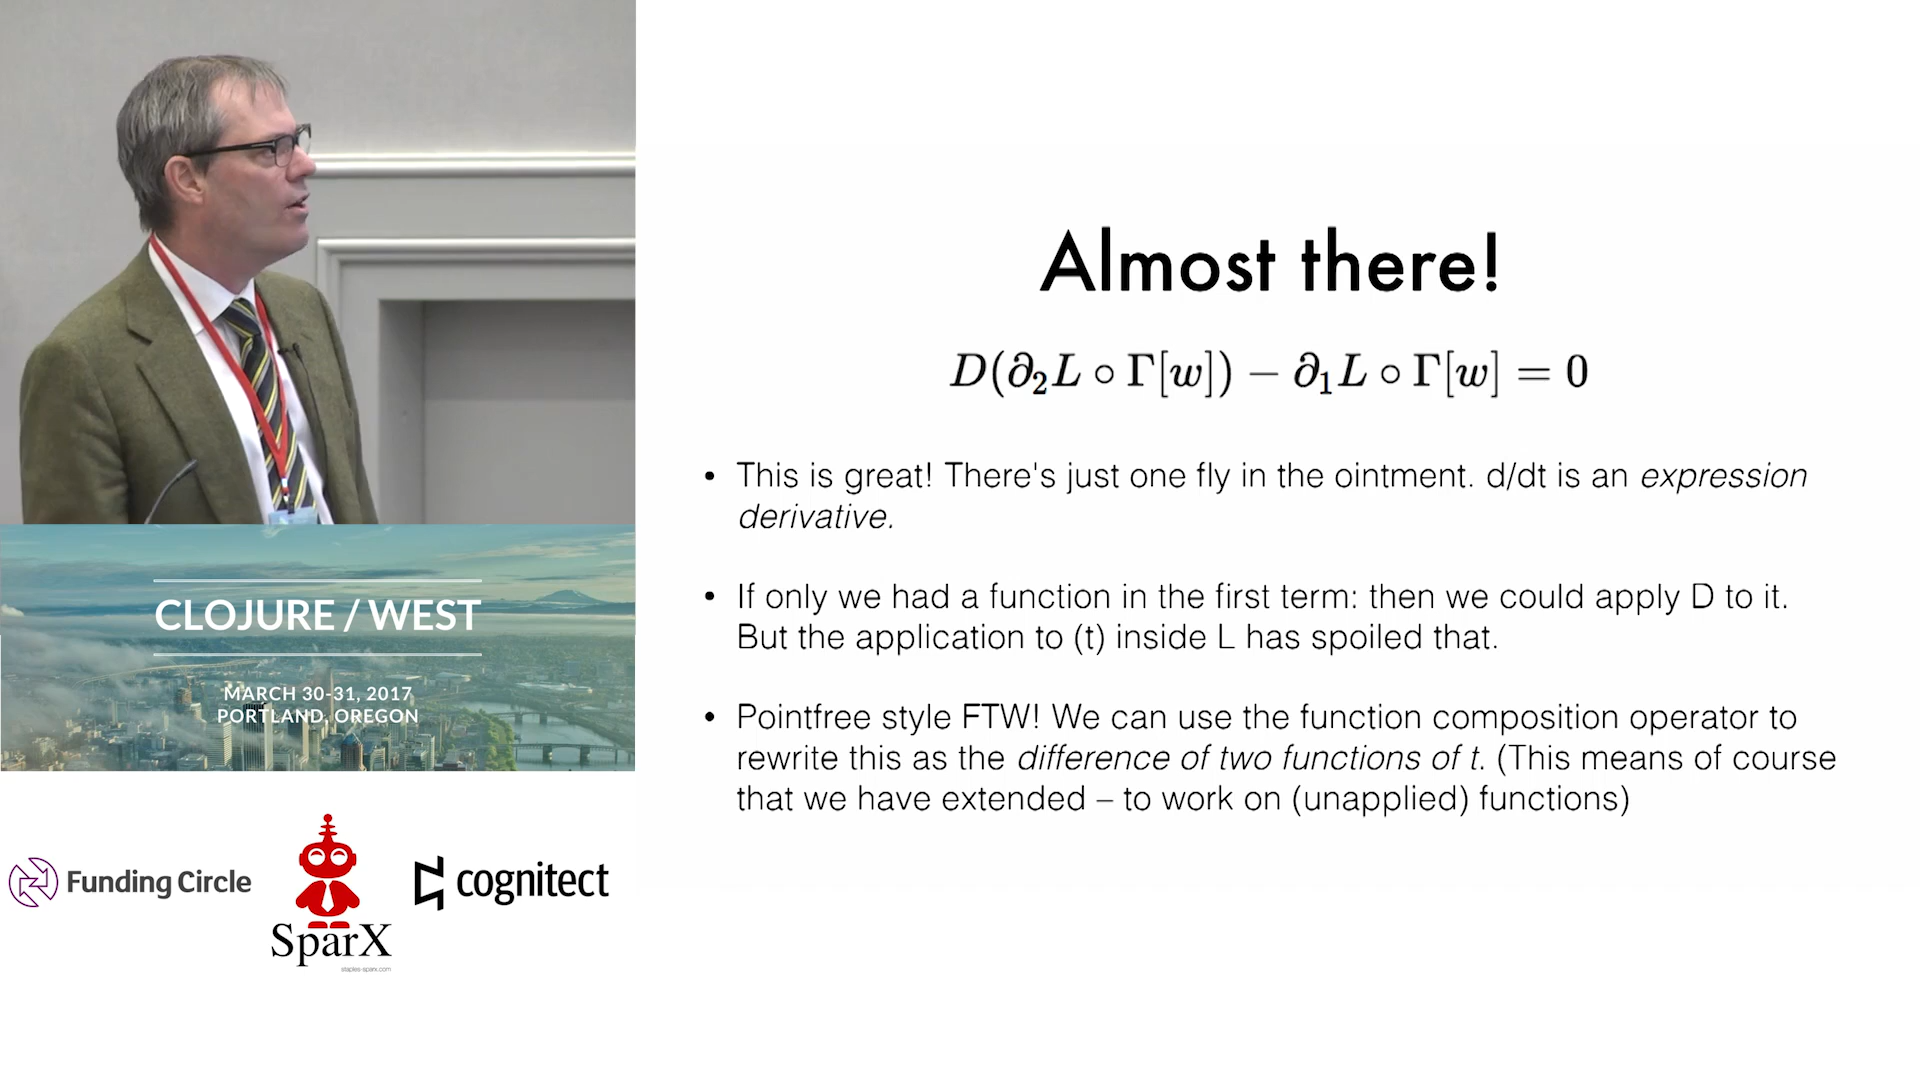 Almost there!
D(∂₂L ∘ Γ[w]) − ∂₁L ∘ Γ[w] = 0
• This is great! There's just one fly in the ointment. d/dt is an expression
derivative.
• If only we had a function in the first term: then we could apply D to it.
But the application to (t) inside L has spoiled that.
• Pointfree style FTW! We can use the function composition operator to
rewrite this as the difference of two functions of t. (This means of course
that we have extended – to work on (unapplied) functions)
CLOJURE / WEST
MARCH 30-31, 2017
PORTLAND, OREGON
Funding Circle
SparX
staples-sparx.com
cognitect